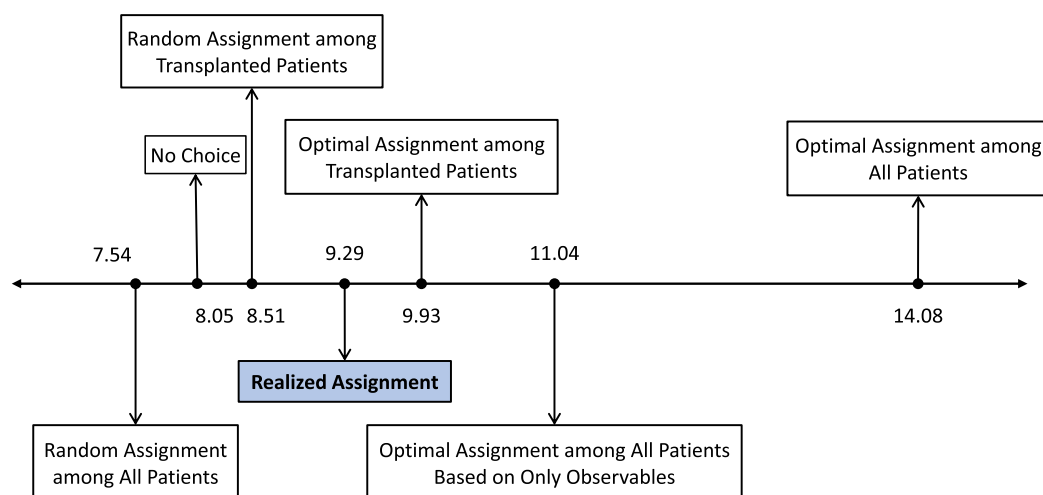 Random Assignment among
Transplanted Patients
No Choice
Optimal Assignment among
Transplanted Patients
Optimal Assignment among
All Patients
7.54
9.29
11.04
8.05
8.51
9.93
14.08
Realized Assignment
Random Assignment
among All Patients
Optimal Assignment among All Patients
Based on Only Observables